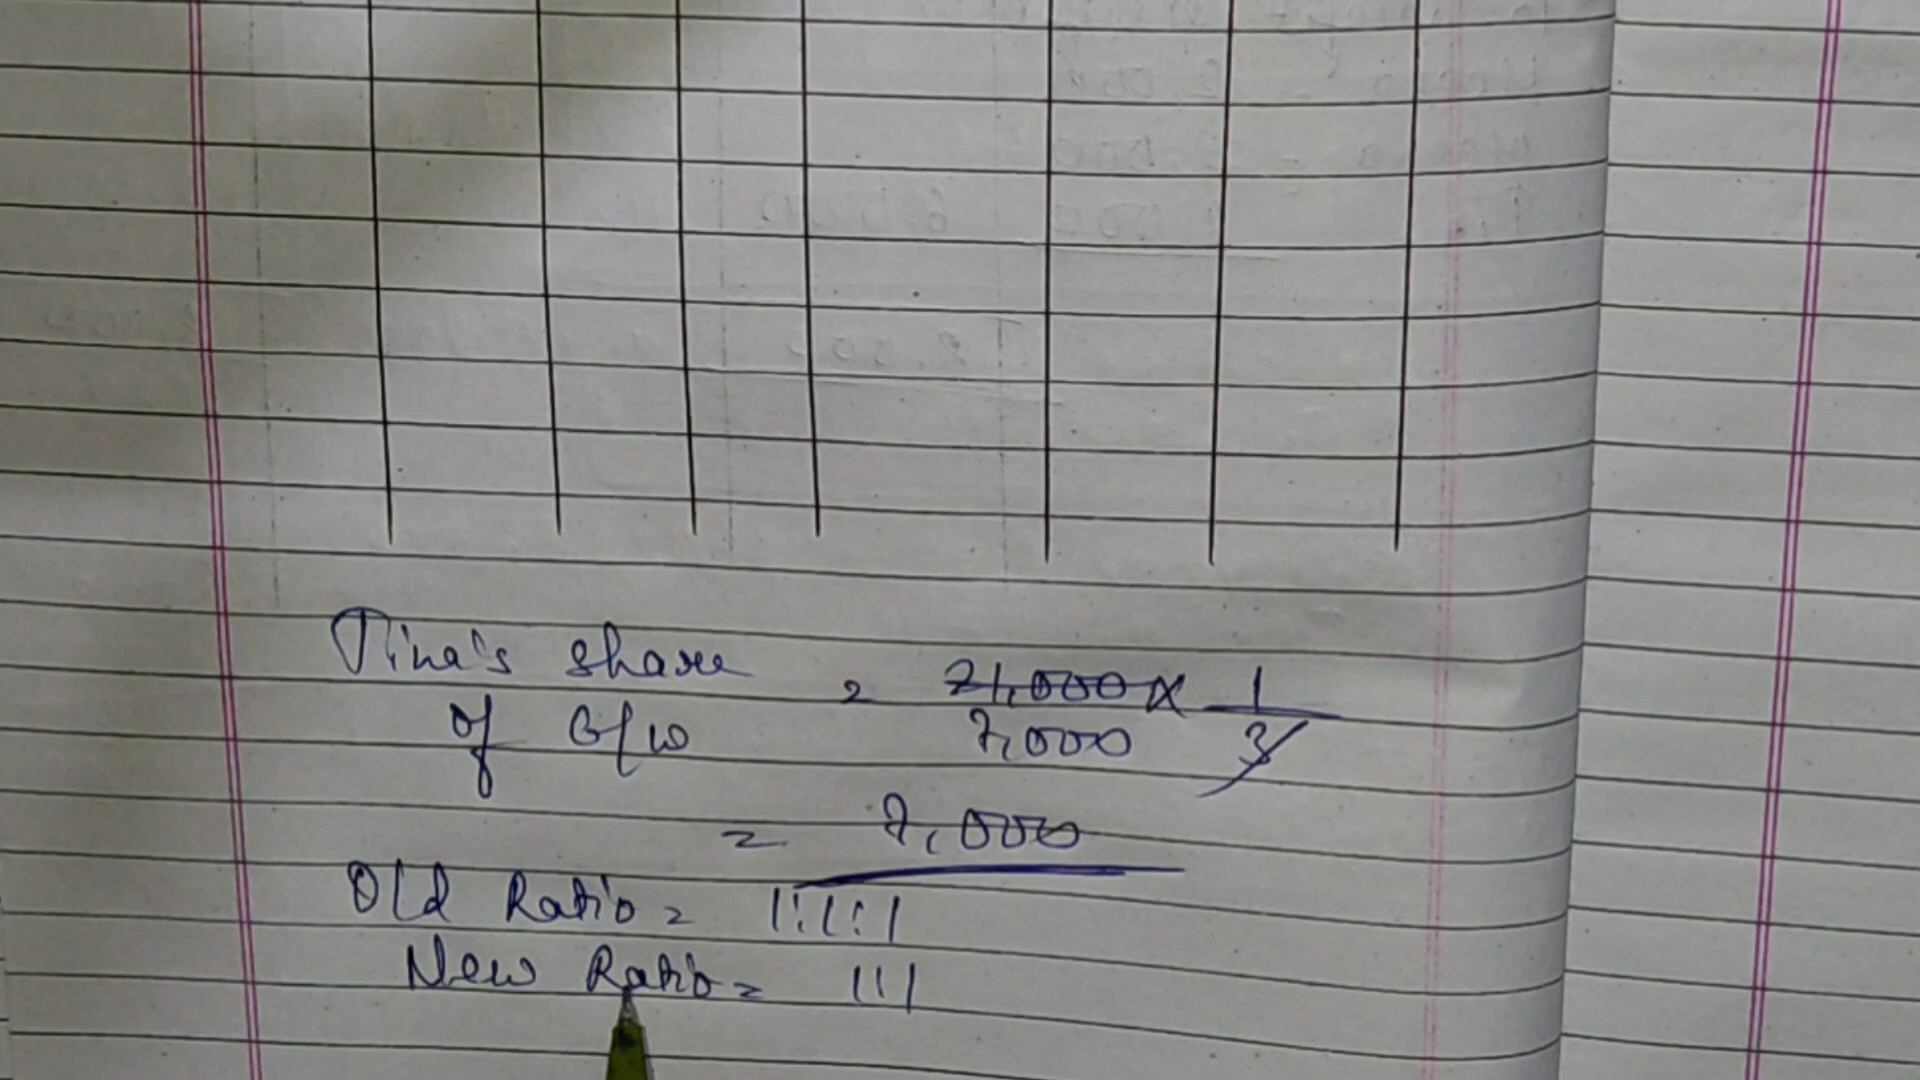 Tina's share = 21,000 x 1/3
of G/w 7,000
= 7,000
Old Ratio = 1:1:1
New Ratio = 1:1